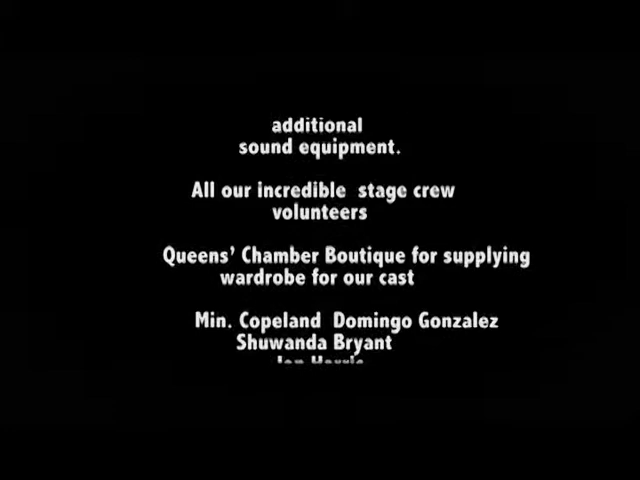 additional
sound equipment.
All our incredible stage crew
volunteers
Queens' Chamber Boutique for supplying
wardrobe for our cast
Min. Copeland Domingo Gonzalez
Shuwanda Bryant